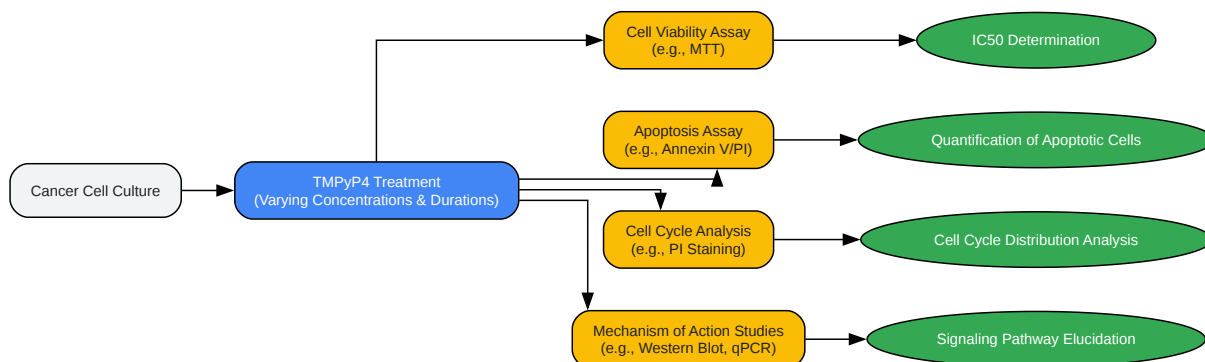 Cell Viability Assay
(e.g., MTT)
IC50 Determination
Apoptosis Assay
(e.g., Annexin V/PI)
Quantification of Apoptotic Cells
Cancer Cell Culture
TMPyP4 Treatment
(Varying Concentrations & Durations)
Cell Cycle Analysis
(e.g., PI Staining)
Cell Cycle Distribution Analysis
Mechanism of Action Studies
(e.g., Western Blot, qPCR)
Signaling Pathway Elucidation